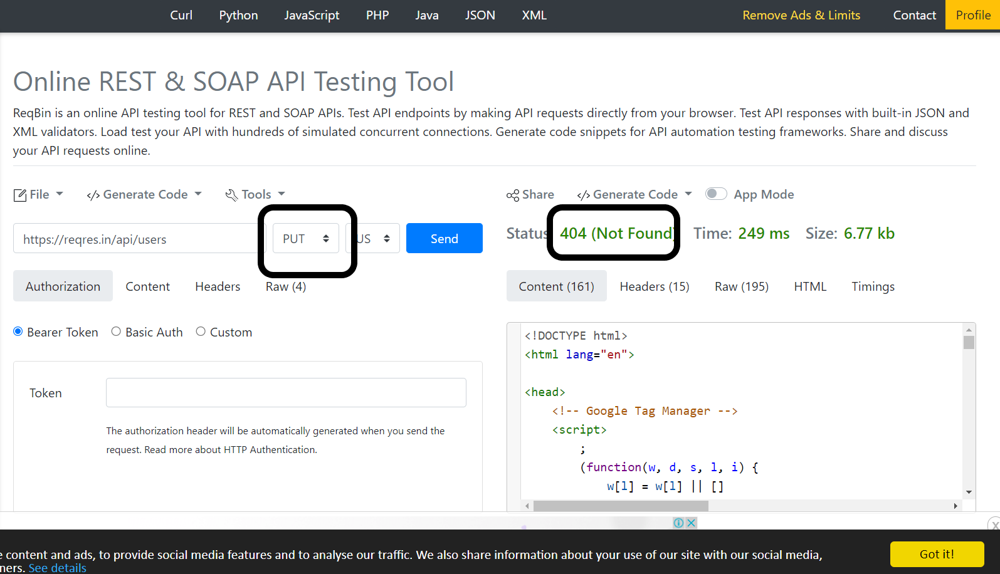 Curl Python JavaScript PHP Java JSON XML Remove Ads & Limits Contact Profile
Online REST & SOAP API Testing Tool
ReqBin is an online API testing tool for REST and SOAP APIs. Test API endpoints by making API requests directly from your browser. Test API responses with built-in JSON and
XML validators. Load test your API with hundreds of simulated concurrent connections. Generate code snippets for API automation testing frameworks. Share and discuss
your API requests online.
File </> Generate Code Tools
https://reqres.in/api/users PUT US Send
Authorization Content Headers Raw (4)
Bearer Token Basic Auth Custom
Token
The authorization header will be automatically generated when you send the
request. Read more about HTTP Authentication.
Share </> Generate Code App Mode
Status 404 (Not Found) Time: 249 ms Size: 6.77 kb
Content (161) Headers (15) Raw (195) HTML Timings
<!DOCTYPE html>
<html lang="en">
<head>
<!-- Google Tag Manager -->
<script>
;
(function(w, d, s, l, i) {
w[l] = w[l] || []
e content and ads, to provide social media features and to analyse our traffic. We also share information about your use of our site with our social media,
ners. See details
Got it!